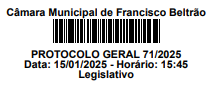 Câmara Municipal de Francisco Beltrão
PROTOCOLO GERAL 71/2025
Data: 15/01/2025 - Horário: 15:45
Legislativo